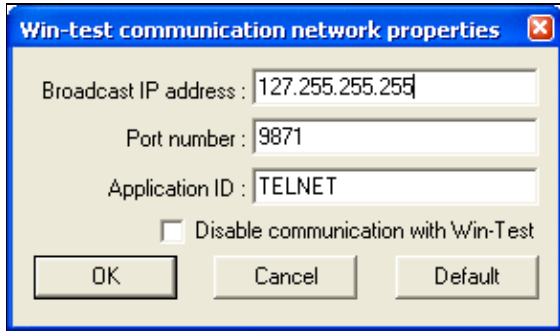 Win-test communication network properties
Broadcast IP address : 127.255.255.255
Port number : 9871
Application ID : TELNET
Disable communication with Win-Test
OK Cancel Default